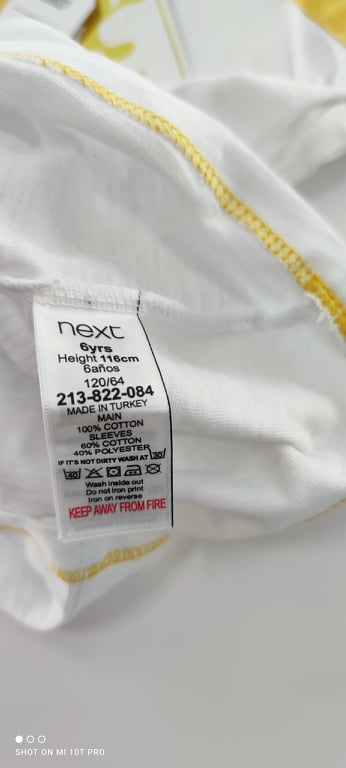 next
6yrs
Height 116cm
6años
120/64
213-822-084
MADE IN TURKEY
MAIN
100% COTTON
SLEEVES
60% COTTON
40% POLYESTER
IF IT'S NOT DIRTY WASH AT 30
40
Wash inside out
Do not iron print
Iron on reverse
KEEP AWAY FROM FIRE
SHOT ON MI 10T PRO